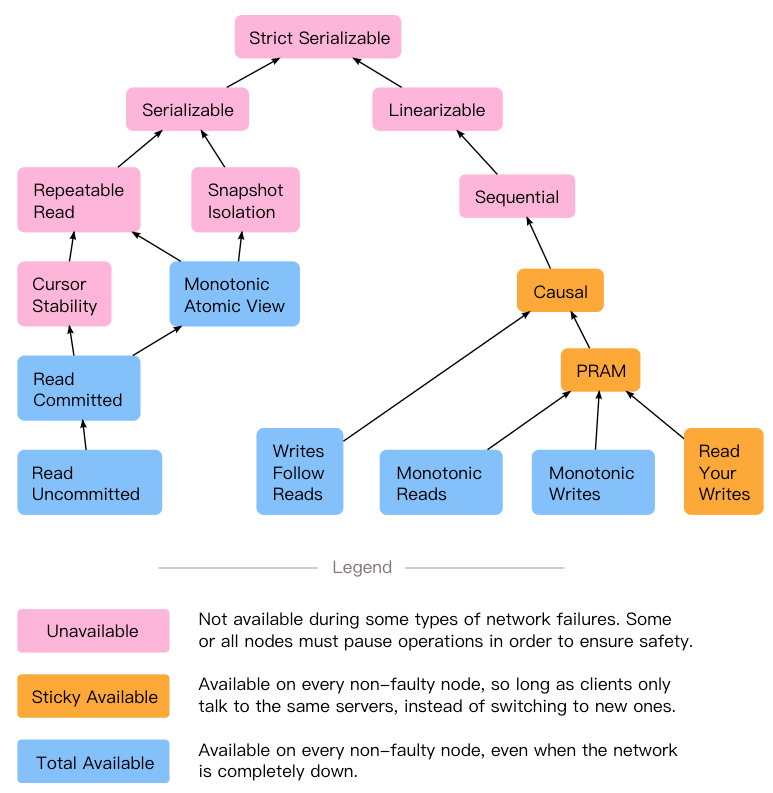 Strict Serializable
Serializable
Linearizable
Repeatable
Read
Snapshot
Isolation
Sequential
Cursor
Stability
Monotonic
Atomic View
Causal
Read
Committed
PRAM
Read
Uncommitted
Writes
Follow
Reads
Monotonic
Reads
Monotonic
Writes
Read
Your
Writes
Legend
Unavailable
Not available during some types of network failures. Some
or all nodes must pause operations in order to ensure safety.
Sticky Available
Available on every non-faulty node, so long as clients only
talk to the same servers, instead of switching to new ones.
Total Available
Available on every non-faulty node, even when the network
is completely down.